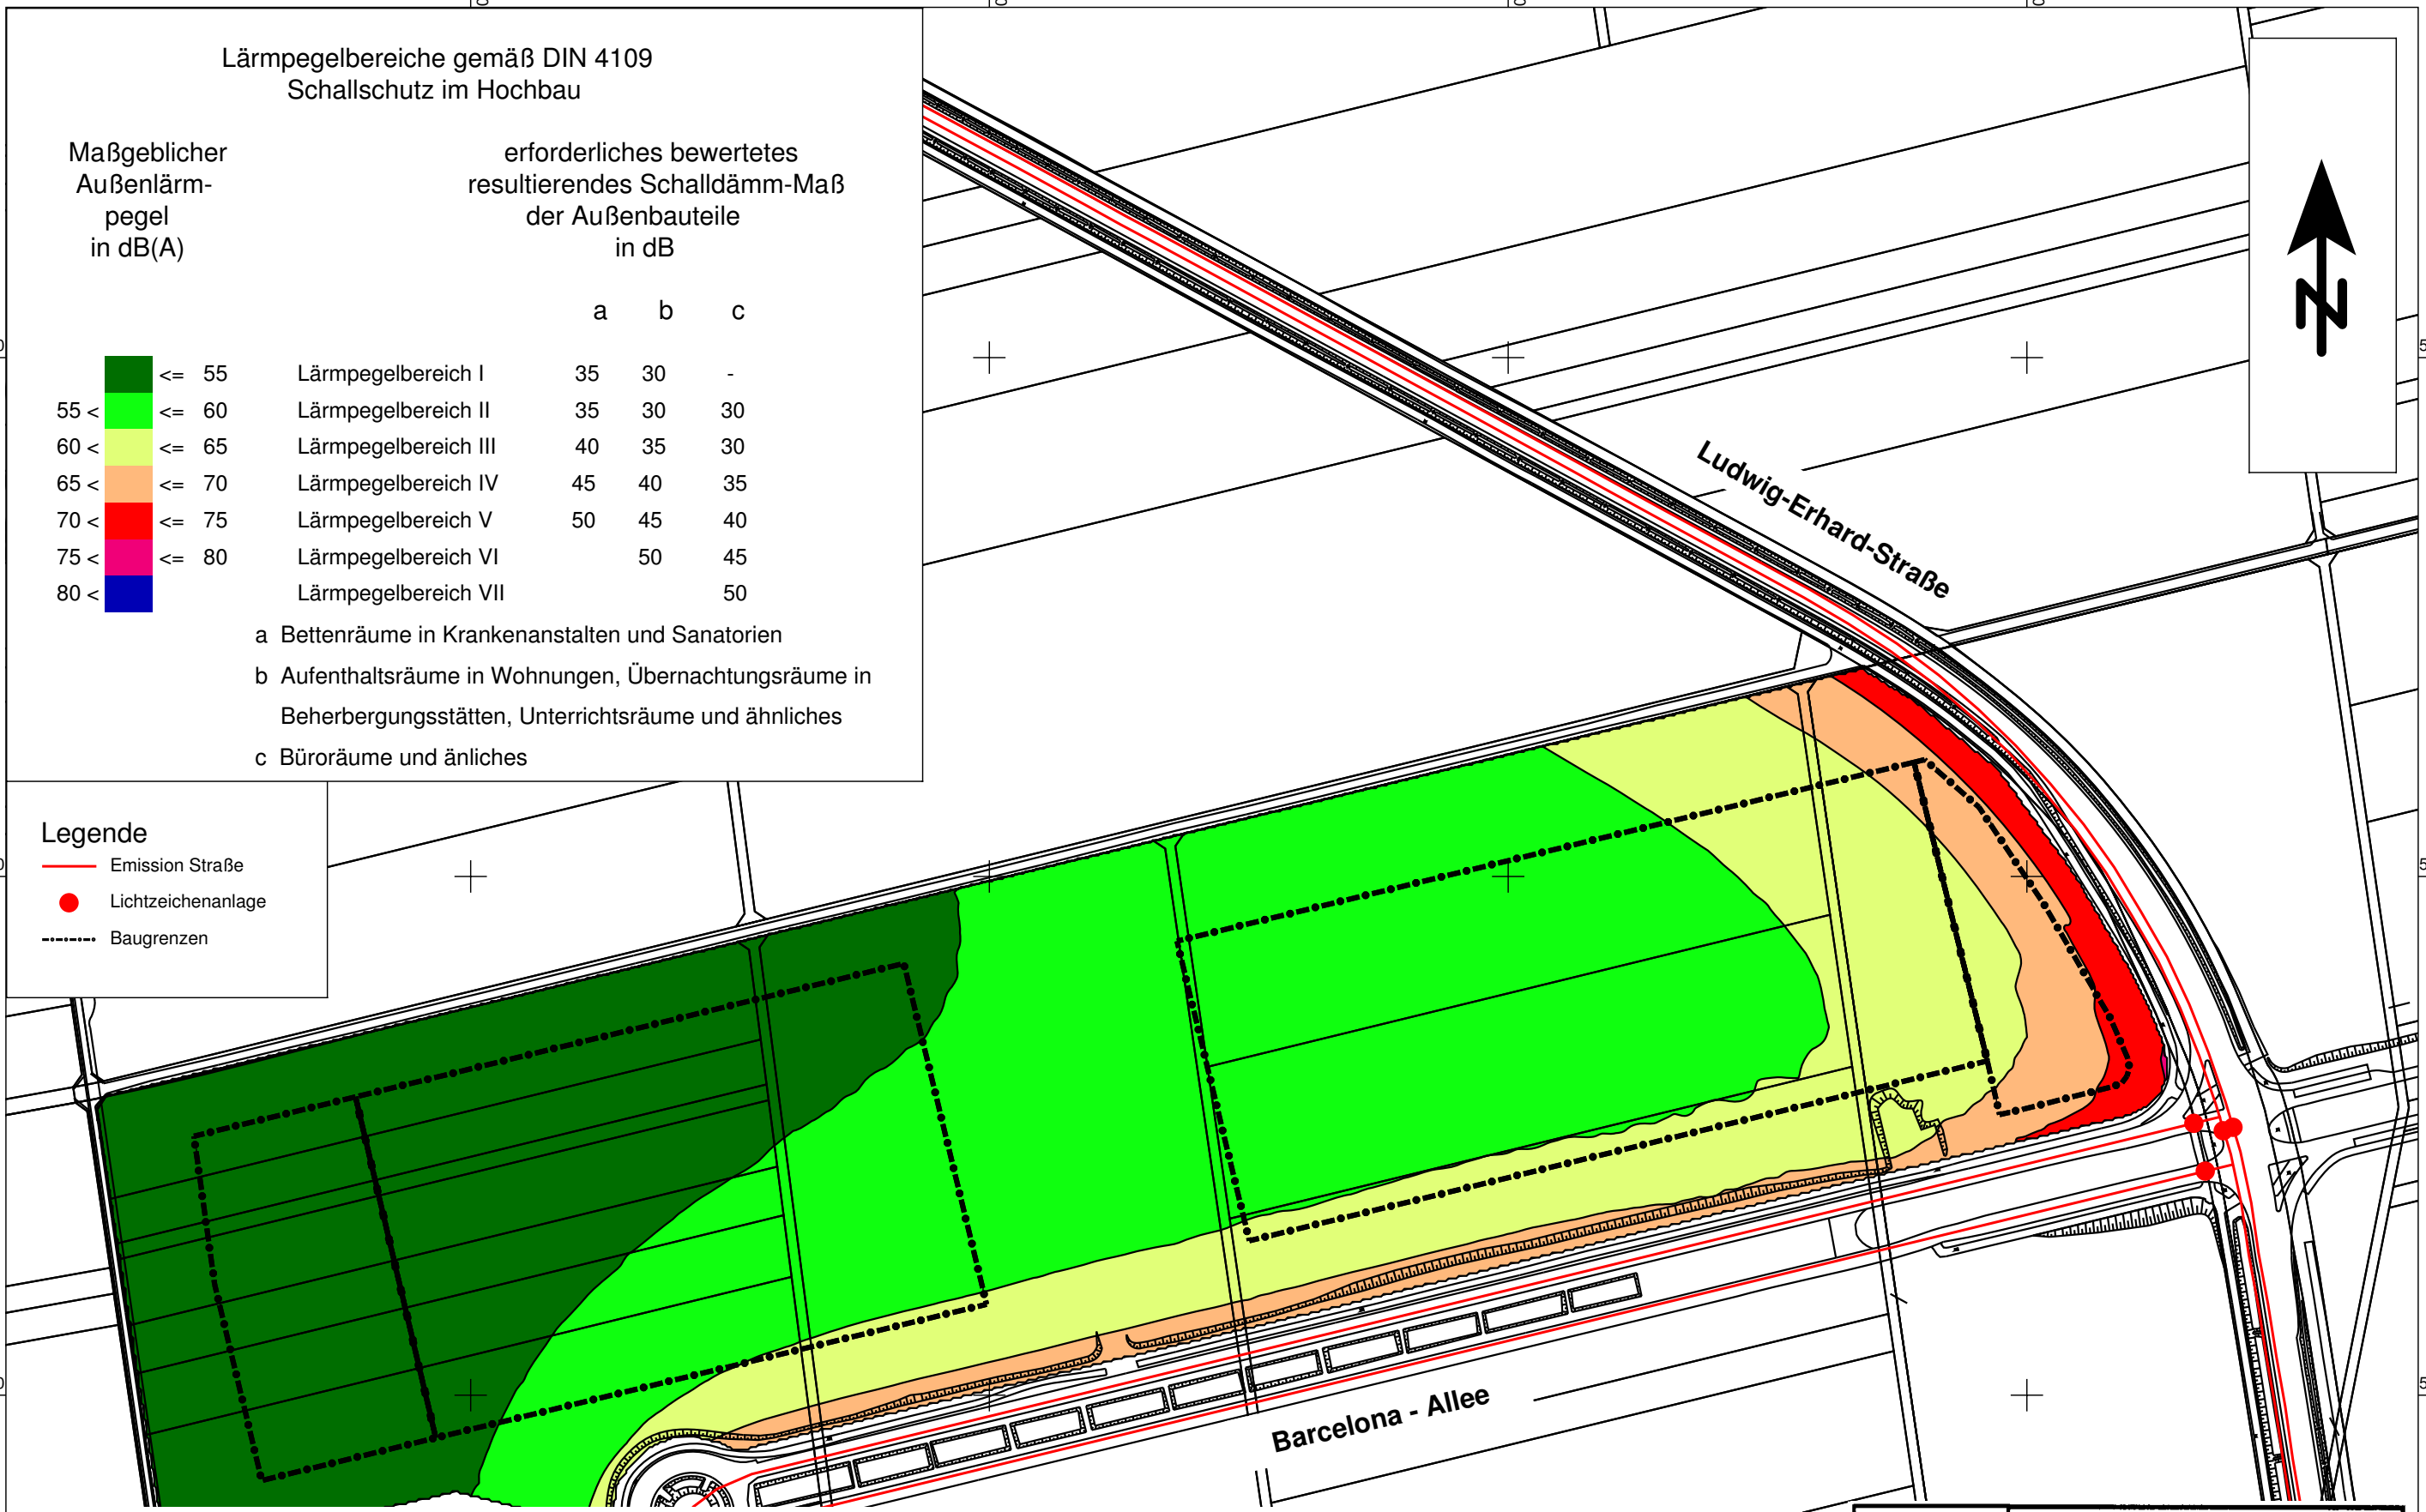 Lärmpegelbereiche gemäß DIN 4109
Schallschutz im Hochbau
Maßgeblicher
Außenlärm-
pegel
in dB(A)
erforderliches bewertetes
resultierendes Schalldämm-Maß
der Außenbauteile
in dB
a b c
<= 55 Lärmpegelbereich I 35 30 -
55 < <= 60 Lärmpegelbereich II 35 30 30
60 < <= 65 Lärmpegelbereich III 40 35 30
65 < <= 70 Lärmpegelbereich IV 45 40 35
70 < <= 75 Lärmpegelbereich V 50 45 40
75 < <= 80 Lärmpegelbereich VI 50 45
80 < Lärmpegelbereich VII 50
a Bettenräume in Krankenanstalten und Sanatorien
b Aufenthaltsräume in Wohnungen, Übernachtungsräume in
Beherbergungsstätten, Unterrichtsräume und ähnliches
c Büroräume und änliches
Legende
Emission Straße
Lichtzeichenanlage
Baugrenzen
N
Ludwig-Erhard-Straße
Barcelona - Allee